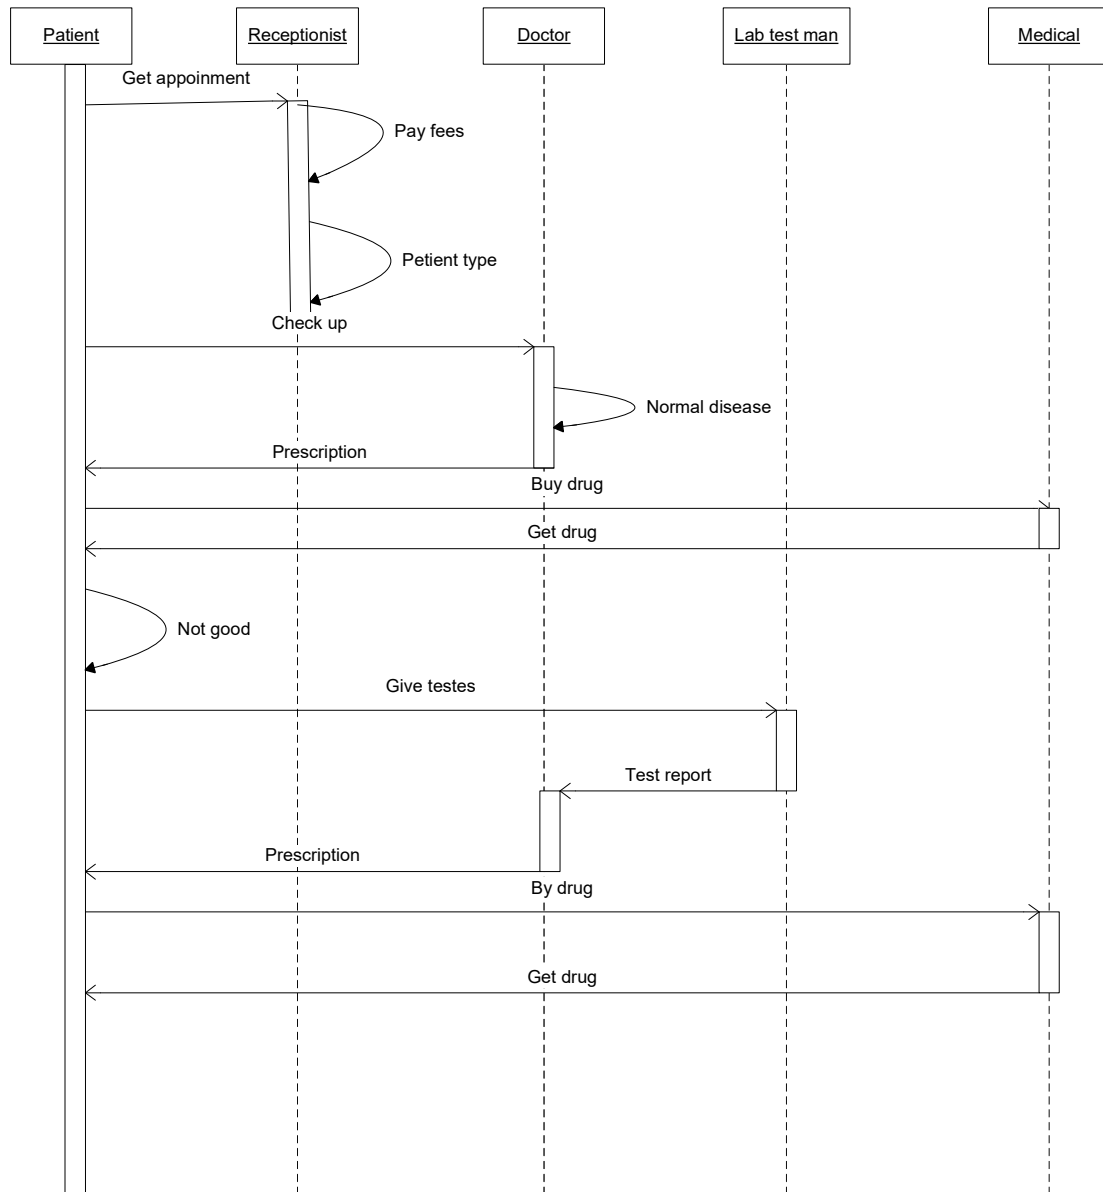 Patient
Receptionist
Doctor
Lab test man
Medical
Get appoinment
Pay fees
Petient type
Check up
Normal disease
Prescription
Buy drug
Get drug
Not good
Give testes
Test report
Prescription
By drug
Get drug